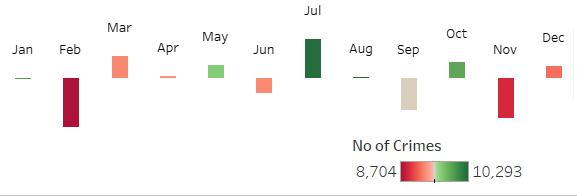 Jan Feb Mar Apr May Jun Jul Aug Sep Oct Nov Dec
No of Crimes
8,704 10,293